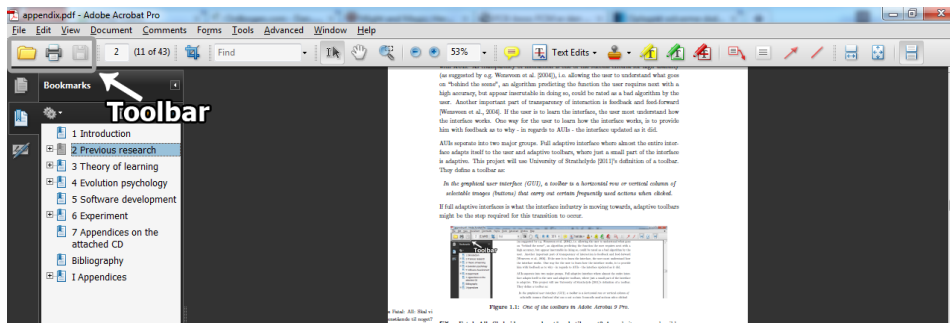 appendix.pdf - Adobe Acrobat Pro
File Edit View Document Comments Forms Tools Advanced Window Help
2 (11 of 43) Find 53% Text Edits
Bookmarks
Toolbar
1 Introduction
2 Previous research
3 Theory of learning
4 Evolution psychology
5 Software development
6 Experiment
7 Appendices on the
attached CD
Bibliography
I Appendices
(as suggested by e.g. Wensveen et al. [2004]), i.e. allowing the user to understand what goes
on "behind the scene", an algorithm predicting the function the user requires next with a
high accuracy, but appear inscrutable in doing so, could be rated as a bad algorithm by the
user. Another important part of transparency of interaction is feedback and feed-forward
[Wensveen et al., 2004]. If the user is to learn the interface, the user most understand how
the interface works. One way for the user to learn how the interface works, is to provide
him with feedback as to why - in regards to AUIs - the interface updated as it did.
AUIs seperate into two major groups. Full adaptive interface where almost the entire inter-
face adapts itself to the user and adaptive toolbars, where just a small part of the interface
is adaptive. This project will use University of Strathclyde [2011]'s definition of a toolbar.
They define a toolbar as:
In the graphical user interface (GUI), a toolbar is a horizontal row or vertical column of
selectable images (buttons) that carry out certain frequently used actions when clicked.
If full adaptive interfaces is what the interface industry is moving towards, adaptive toolbars
might be the step required for this transition to occur.
Toolbar
Figure 1.1: One of the toolbars in Adobe Acrobat 9 Pro.